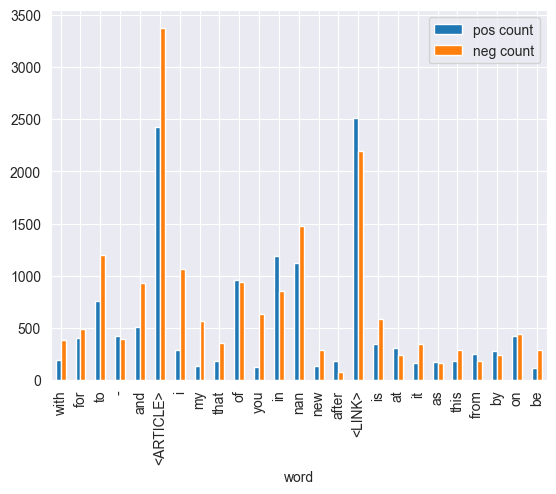 3500
3000
2500
2000
1500
1000
500
0
pos count
neg count
with
for
to
-
and
<ARTICLE>
i
my
that
of
you
in
nan
new
after
<LINK>
is
at
it
as
this
from
by
on
be
word